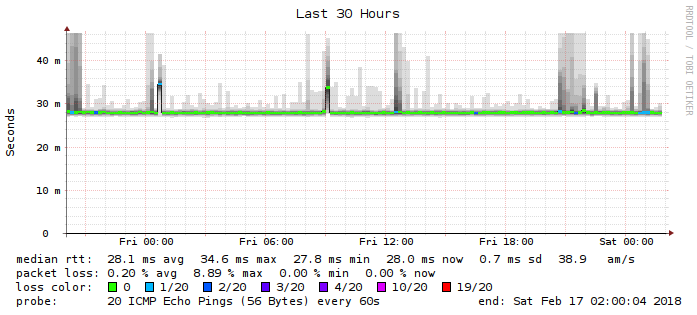 Last 30 Hours
RRDTOOL / TOBI OETIKER
Seconds
40 m
30 m
20 m
10 m
0
Fri 00:00 Fri 06:00 Fri 12:00 Fri 18:00 Sat 00:00
median rtt: 28.1 ms avg 34.6 ms max 27.8 ms min 28.0 ms now 0.7 ms sd 38.9 am/s
packet loss: 0.20 % avg 8.89 % max 0.00 % min 0.00 % now
loss color: 0 1/20 2/20 3/20 4/20 10/20 19/20
probe: 20 ICMP Echo Pings (56 Bytes) every 60s end: Sat Feb 17 02:00:04 2018